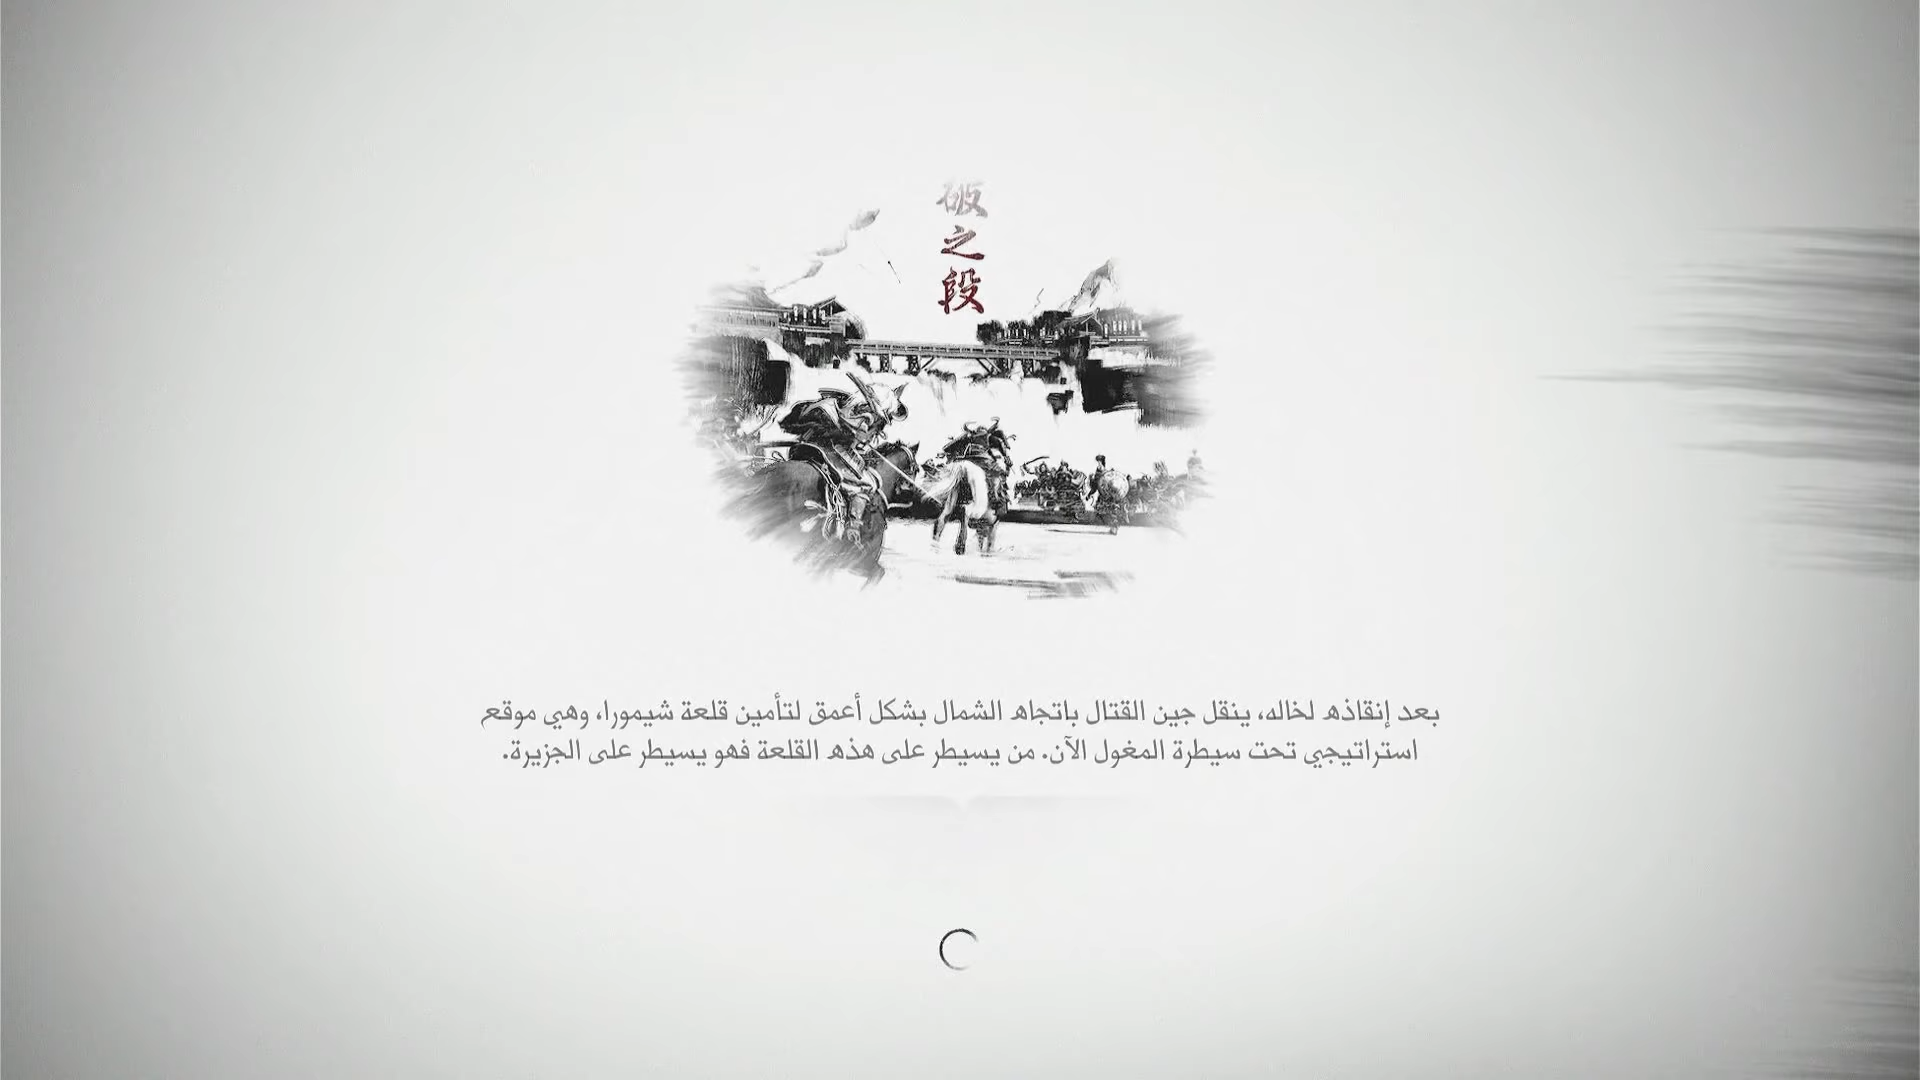 破之段
بعد إنقاذه لخاله، ينقل جين القتال باتجاه الشمال بشكل أعمق لتأمين قلعة شيمورا، وهي موقع
استراتيجي تحت سيطرة المغول الآن. من يسيطر على هذه القلعة فهو يسيطر على الجزيرة.